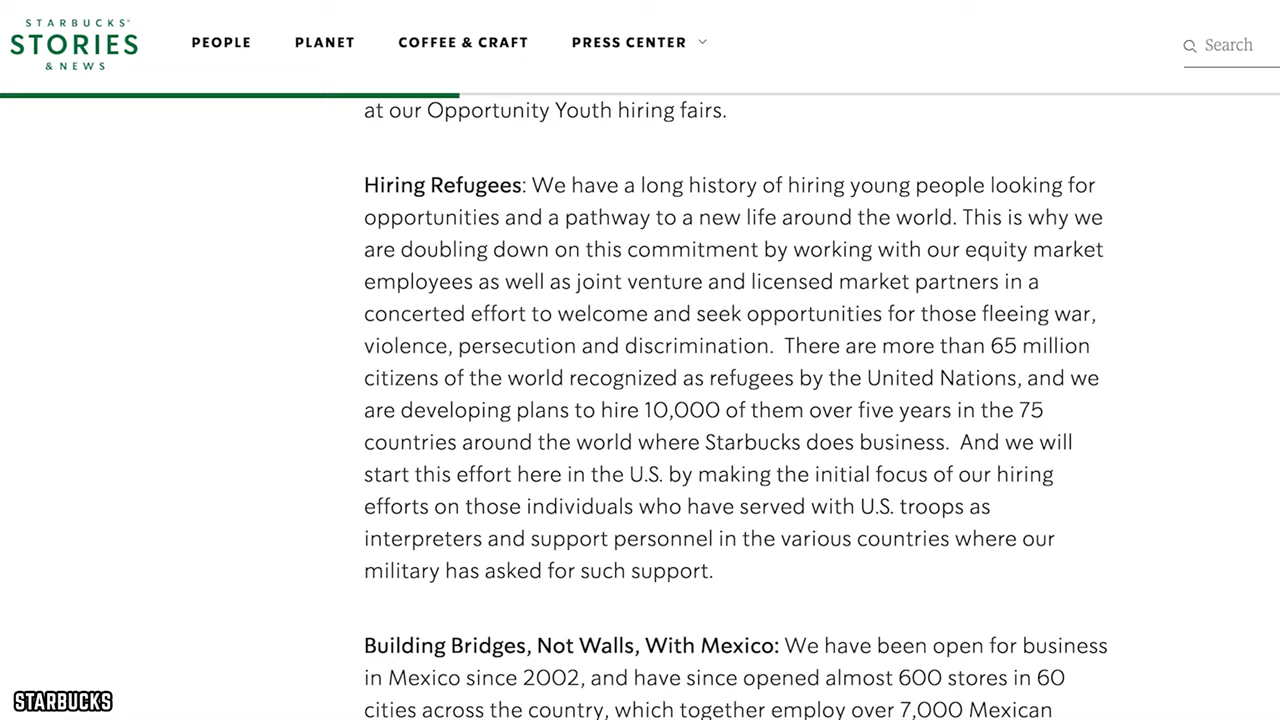 STARBUCKS®
STORIES
& NEWS
PEOPLE PLANET COFFEE & CRAFT PRESS CENTER
Search
at our Opportunity Youth hiring fairs.
Hiring Refugees: We have a long history of hiring young people looking for
opportunities and a pathway to a new life around the world. This is why we
are doubling down on this commitment by working with our equity market
employees as well as joint venture and licensed market partners in a
concerted effort to welcome and seek opportunities for those fleeing war,
violence, persecution and discrimination.  There are more than 65 million
citizens of the world recognized as refugees by the United Nations, and we
are developing plans to hire 10,000 of them over five years in the 75
countries around the world where Starbucks does business.  And we will
start this effort here in the U.S. by making the initial focus of our hiring
efforts on those individuals who have served with U.S. troops as
interpreters and support personnel in the various countries where our
military has asked for such support.
Building Bridges, Not Walls, With Mexico: We have been open for business
in Mexico since 2002, and have since opened almost 600 stores in 60
cities across the country, which together employ over 7,000 Mexican
STARBUCKS